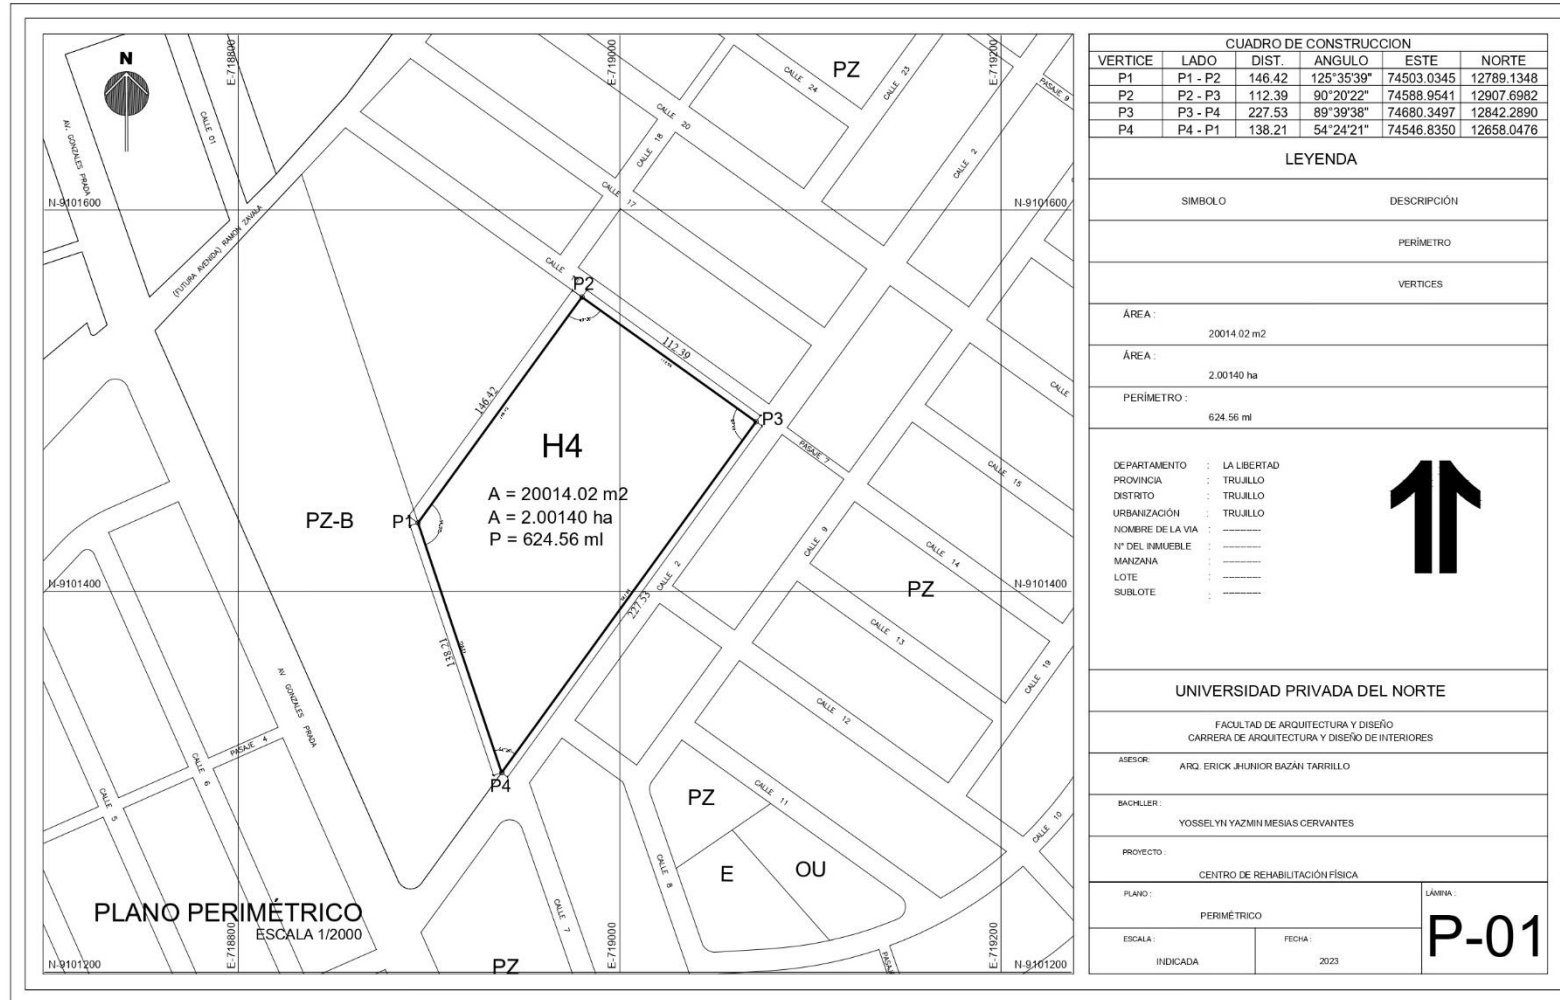 N
E-718800
E-719000
E-719200
PZ
CALLE 24
CALLE 23
PASAJE 9
CALLE 01
AV. GONZALES PRADA
CALLE 20
CALLE 18
CALLE 2
CALLE 17
N-9101600
N-9101600
(FUTURA AVENIDA) RAMON ZAVALA
CALLE
P2
112.39
146.42
CALLE
P3
H4
PASAJE 7
CALLE 15
A = 20014.02 m2
A = 2.00140 ha
P = 624.56 ml
PZ-B
P1
CALLE 9
CALLE 14
N-9101400
CALLE 2
PZ
N-9101400
227.53
138.21
CALLE 13
CALLE 19
AV. GONZALES PRADA
CALLE 12
PASAJE 4
CALLE 6
CALLE 5
P4
PZ
CALLE 11
CALLE 10
CALLE 8
E
OU
CALLE 7
PLANO PERIMÉTRICO
ESCALA 1/2000
E-718800
E-719000
E-719200
N-9101200
PZ
N-9101200
CUADRO DE CONSTRUCCION
VERTICE LADO DIST. ANGULO ESTE NORTE
P1 P1 - P2 146.42 125°35'39" 74503.0345 12789.1348
P2 P2 - P3 112.39 90°20'22" 74588.9541 12907.6982
P3 P3 - P4 227.53 89°39'38" 74680.3497 12842.2890
P4 P4 - P1 138.21 54°24'21" 74546.8350 12658.0476
LEYENDA
SIMBOLO DESCRIPCIÓN
PERÍMETRO
VERTICES
ÁREA :
20014.02 m2
ÁREA :
2.00140 ha
PERÍMETRO :
624.56 ml
DEPARTAMENTO : LA LIBERTAD
PROVINCIA : TRUJILLO
DISTRITO : TRUJILLO
URBANIZACIÓN : TRUJILLO
NOMBRE DE LA VIA : -------------
N° DEL INMUEBLE : -------------
MANZANA : -------------
LOTE : -------------
SUBLOTE : -------------
UNIVERSIDAD PRIVADA DEL NORTE
FACULTAD DE ARQUITECTURA Y DISEÑO
CARRERA DE ARQUITECTURA Y DISEÑO DE INTERIORES
ASESOR: ARQ. ERICK JHUNIOR BAZÁN TARRILLO
BACHILLER :
YOSSELYN YAZMIN MESIAS CERVANTES
PROYECTO :
CENTRO DE REHABILITACIÓN FÍSICA
PLANO :
PERIMÉTRICO
LÁMINA :
P-01
ESCALA :
INDICADA
FECHA :
2023